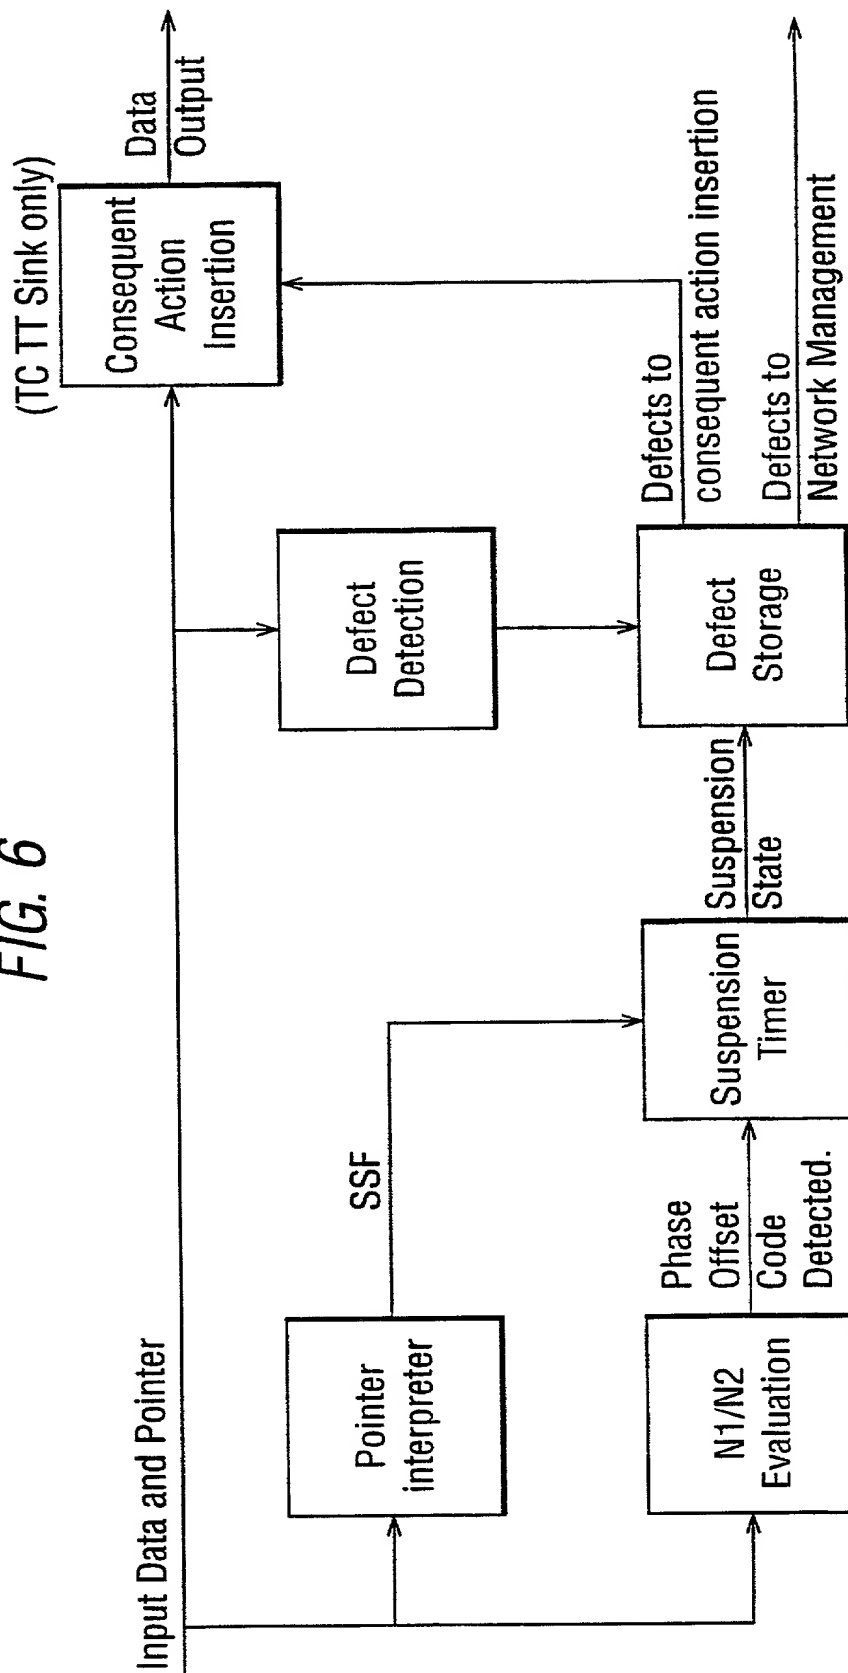 FIG. 6
Input Data and Pointer
(TC TT Sink only)
Consequent
Action
Insertion
Data
Output
Defect
Detection
Pointer
interpreter
SSF
N1/N2
Evaluation
Phase
Offset
Code
Detected.
Suspension
Timer
Suspension
State
Defect
Storage
Defects to
consequent action insertion
Defects to
Network Management